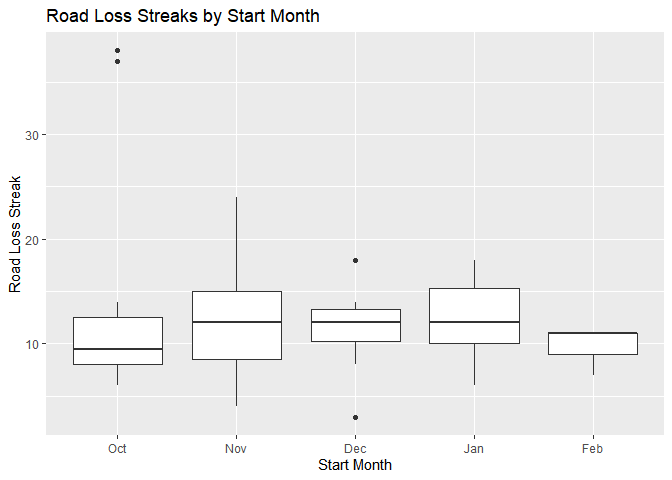 Road Loss Streaks by Start Month
Road Loss Streak
30
20
10
Oct Nov Dec Jan Feb
Start Month